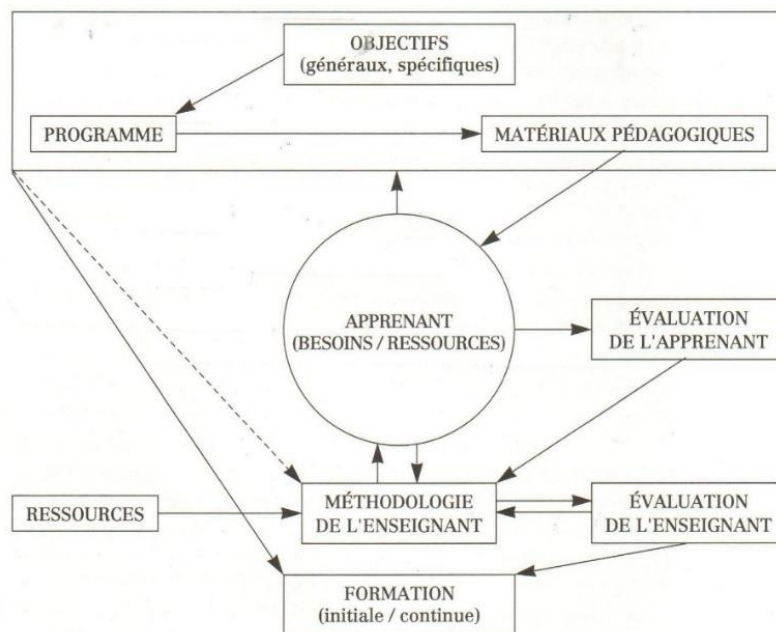 OBJECTIFS
(généraux, spécifiques)
PROGRAMME
MATÉRIAUX PÉDAGOGIQUES
APPRENANT
(BESOINS / RESSOURCES)
ÉVALUATION
DE L'APPRENANT
RESSOURCES
MÉTHODOLOGIE
DE L'ENSEIGNANT
ÉVALUATION
DE L'ENSEIGNANT
FORMATION
(initiale / continue)